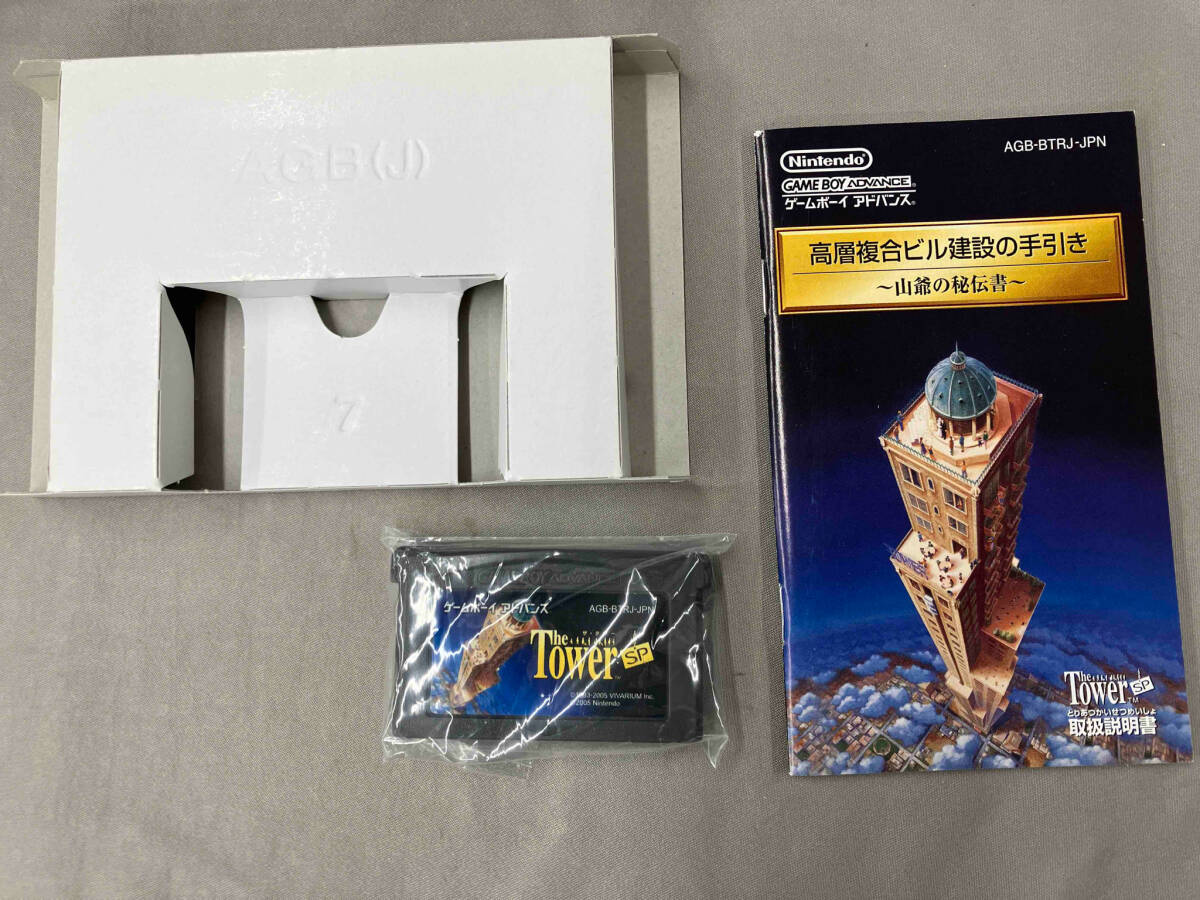 AGB(J)
7
GAME BOY ADVANCE
ゲームボーイ アドバンス
AGB-BTRJ-JPN
The
Tower SP
™
©1993-2005 VIVARIUM Inc.
©2005 Nintendo
Nintendo®
AGB-BTRJ-JPN
GAME BOY ADVANCE®
ゲームボーイ アドバンス®
高層複合ビル建設の手引き
～山爺の秘伝書～
The
Tower SP
™
とりあつかいせつめいしょ
取扱説明書